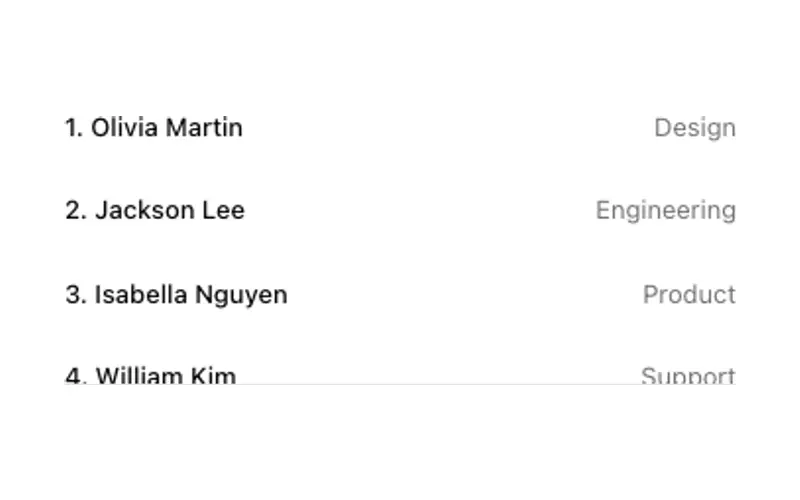 1. Olivia Martin Design
2. Jackson Lee Engineering
3. Isabella Nguyen Product
4. William Kim Support